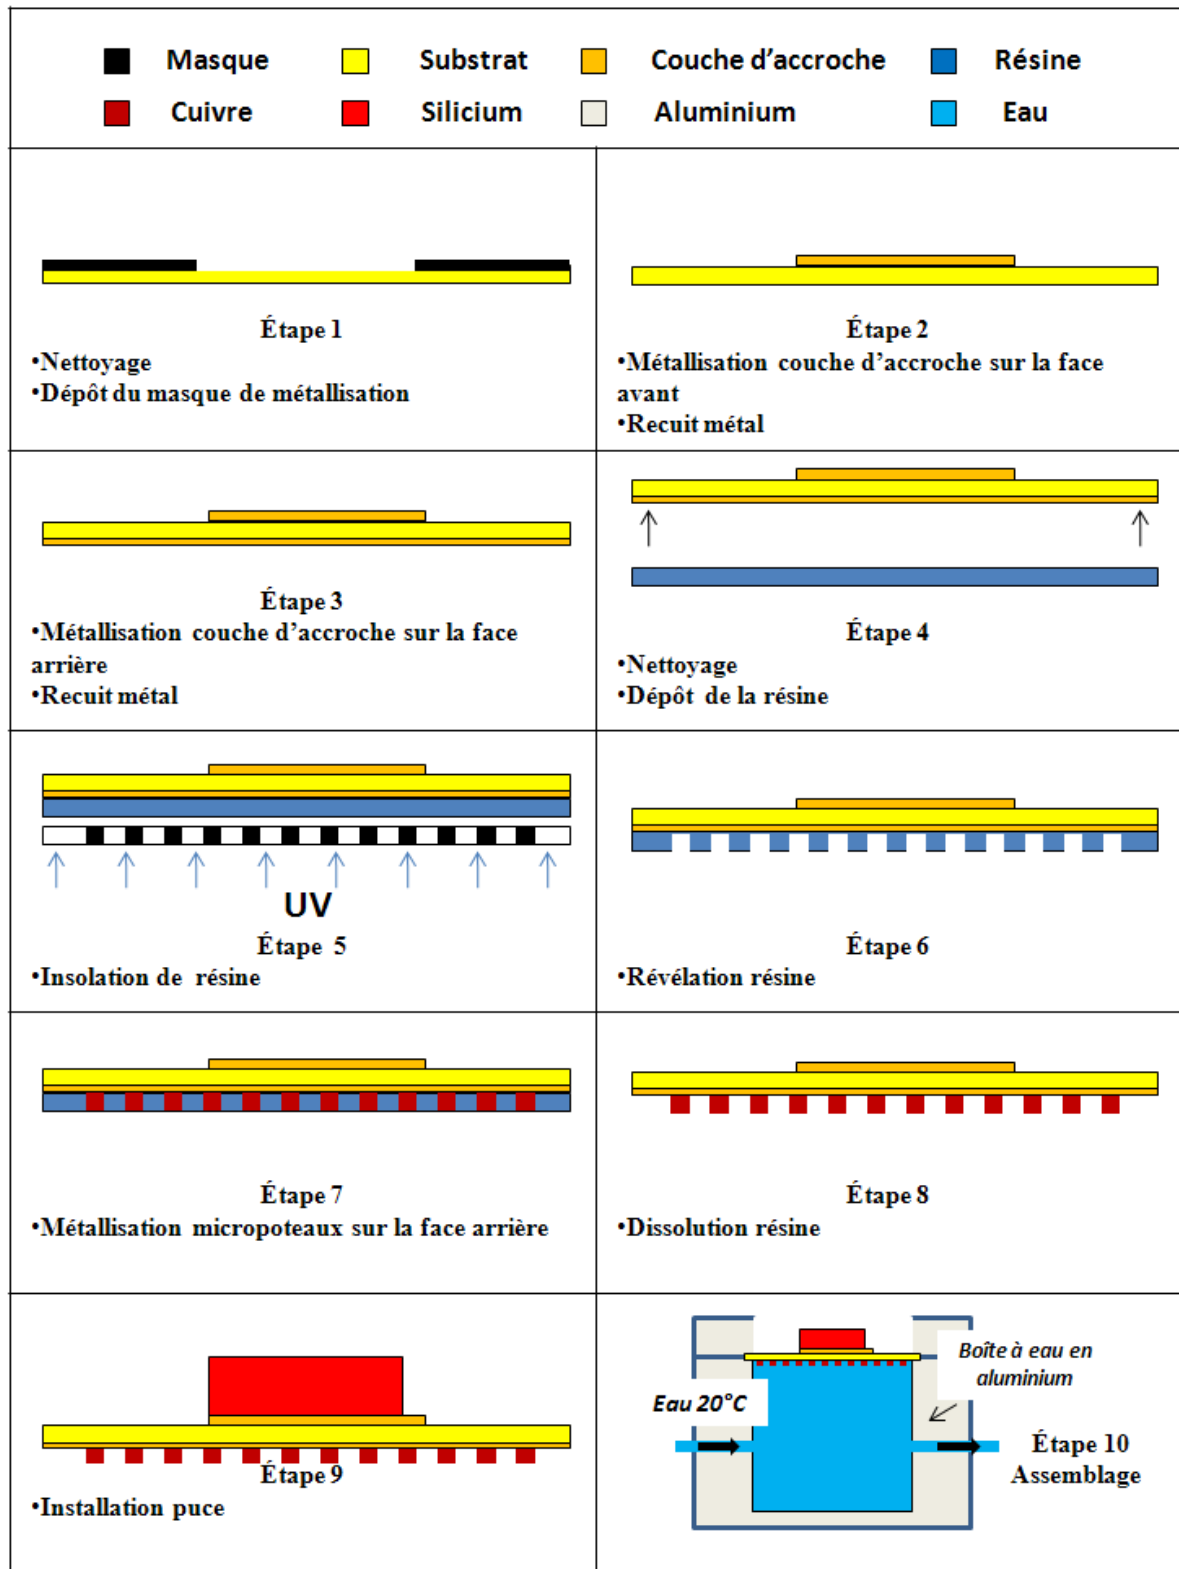 Masque Substrat Couche d'accroche Résine
Cuivre Silicium Aluminium Eau
Étape 1
•Nettoyage
•Dépôt du masque de métallisation
Étape 2
•Métallisation couche d'accroche sur la face
avant
•Recuit métal
Étape 3
•Métallisation couche d'accroche sur la face
arrière
•Recuit métal
Étape 4
•Nettoyage
•Dépôt de la résine
UV
Étape 5
•Insolation de résine
Étape 6
•Révélation résine
Étape 7
•Métallisation micropoteaux sur la face arrière
Étape 8
•Dissolution résine
Étape 9
•Installation puce
Boîte à eau en
aluminium
Eau 20°C
Étape 10
Assemblage